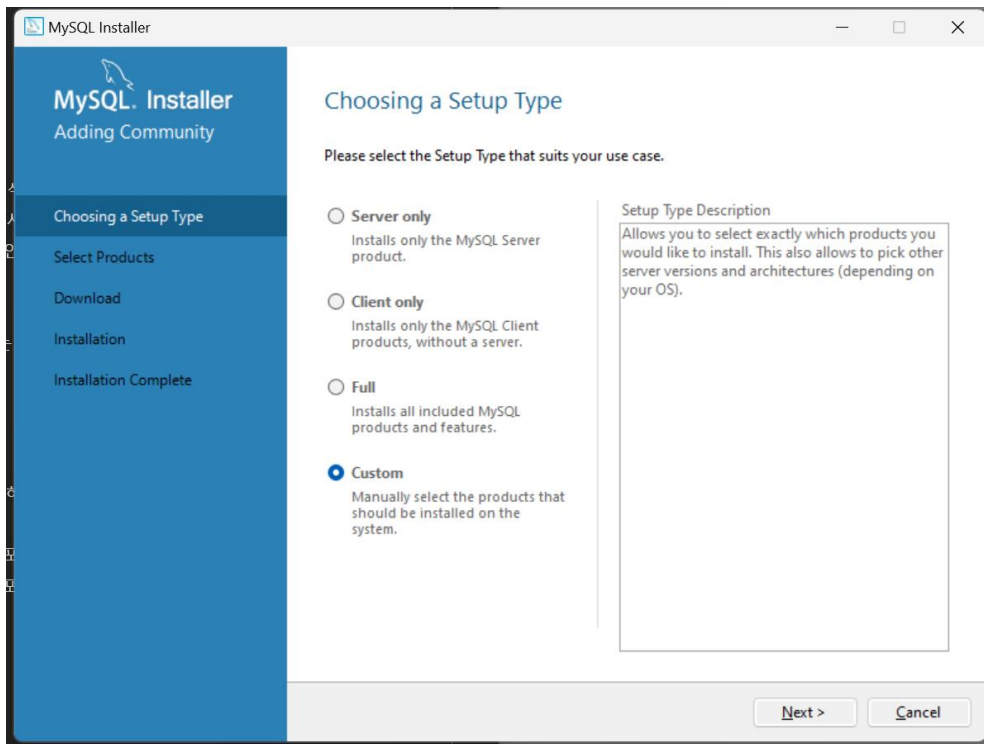 MySQL Installer
MySQL. Installer
Adding Community
Choosing a Setup Type
Select Products
Download
Installation
Installation Complete
Choosing a Setup Type
Please select the Setup Type that suits your use case.
Server only
Installs only the MySQL Server
product.
Client only
Installs only the MySQL Client
products, without a server.
Full
Installs all included MySQL
products and features.
Custom
Manually select the products that
should be installed on the
system.
Setup Type Description
Allows you to select exactly which products you
would like to install. This also allows to pick other
server versions and architectures (depending on
your OS).
Next >
Cancel